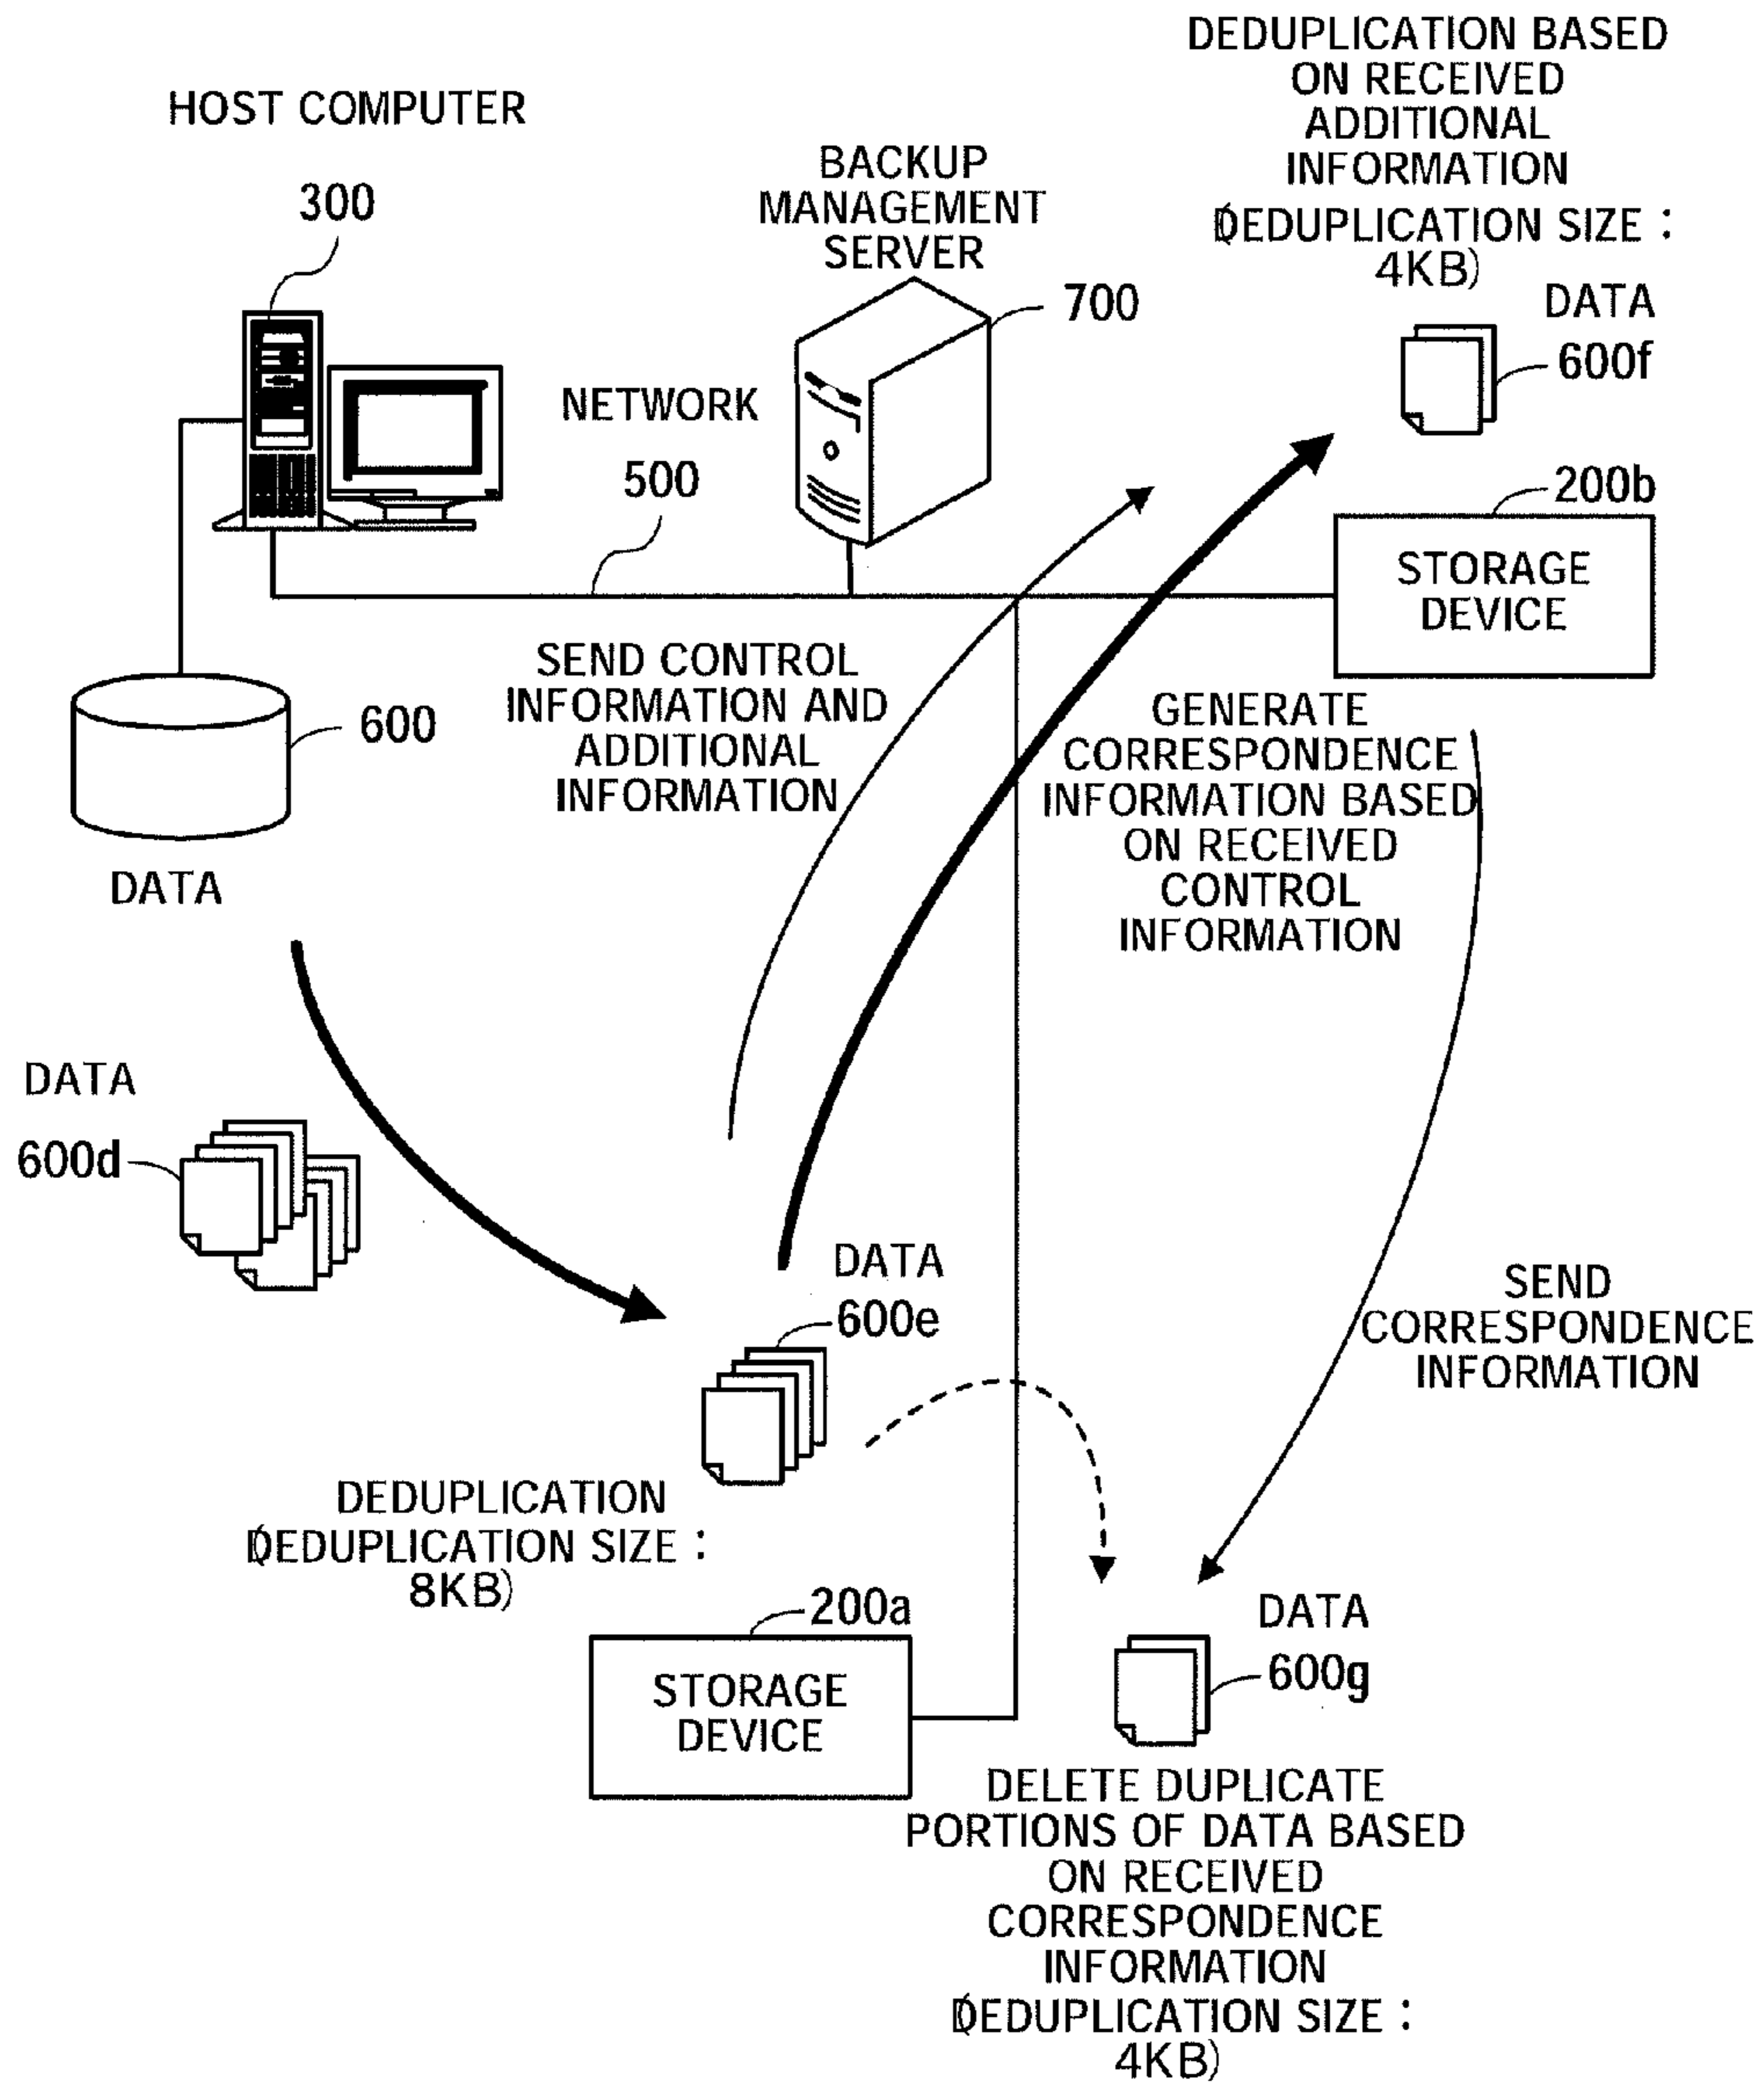 DEDUPLICATION BASED
ON RECEIVED
ADDITIONAL
INFORMATION
(DEDUPLICATION SIZE :
4KB)
HOST COMPUTER
300
BACKUP
MANAGEMENT
SERVER
700
DATA
600f
NETWORK
500
200b
STORAGE
DEVICE
SEND CONTROL
INFORMATION AND
ADDITIONAL
INFORMATION
600
DATA
GENERATE
CORRESPONDENCE
INFORMATION BASED
ON RECEIVED
CONTROL
INFORMATION
DATA
600d
DATA
600e
SEND
CORRESPONDENCE
INFORMATION
DEDUPLICATION
(DEDUPLICATION SIZE :
8KB)
200a
STORAGE
DEVICE
DATA
600g
DELETE DUPLICATE
PORTIONS OF DATA BASED
ON RECEIVED
CORRESPONDENCE
INFORMATION
(DEDUPLICATION SIZE :
4KB)